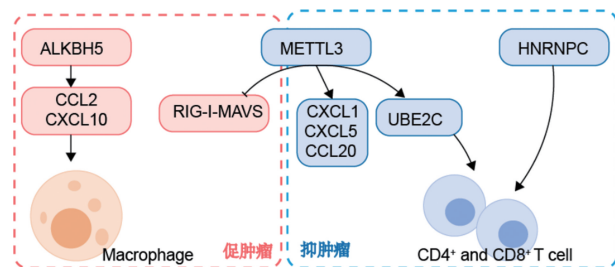 ALKBH5
METTL3
HNRNPC
CCL2
CXCL10
RIG-I-MAVS
CXCL1
CXCL5
CCL20
UBE2C
Macrophage
促肿瘤
抑肿瘤
CD4⁺ and CD8⁺ T cell